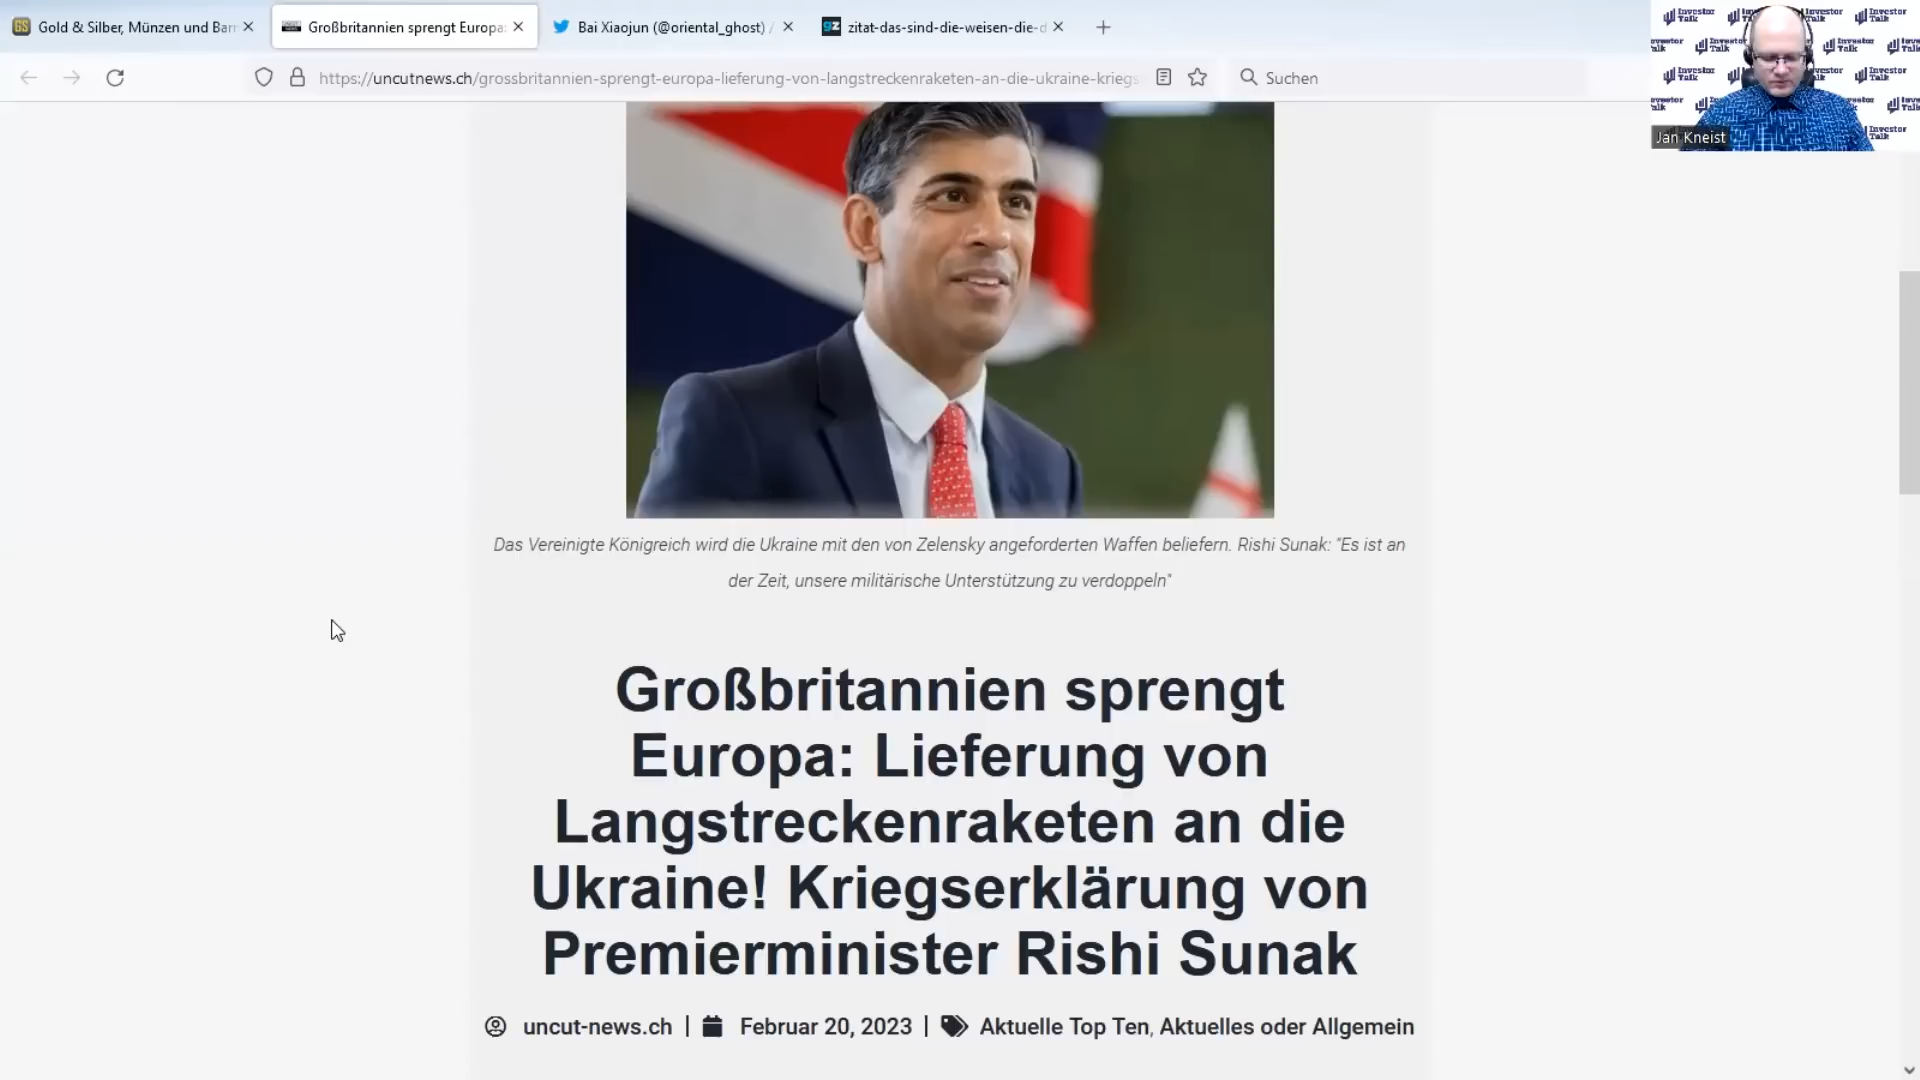 Gold & Silber, Münzen und Barr
Großbritannien sprengt Europa:
Bai Xiaojun (@oriental_ghost) /
zitat-das-sind-die-weisen-die-d
https://uncutnews.ch/grossbritannien-sprengt-europa-lieferung-von-langstreckenraketen-an-die-ukraine-kriegs
Suchen
Investor Talk
Jan Kneist
Das Vereinigte Königreich wird die Ukraine mit den von Zelensky angeforderten Waffen beliefern. Rishi Sunak: "Es ist an
der Zeit, unsere militärische Unterstützung zu verdoppeln"
Großbritannien sprengt
Europa: Lieferung von
Langstreckenraketen an die
Ukraine! Kriegserklärung von
Premierminister Rishi Sunak
uncut-news.ch | Februar 20, 2023 | Aktuelle Top Ten, Aktuelles oder Allgemein